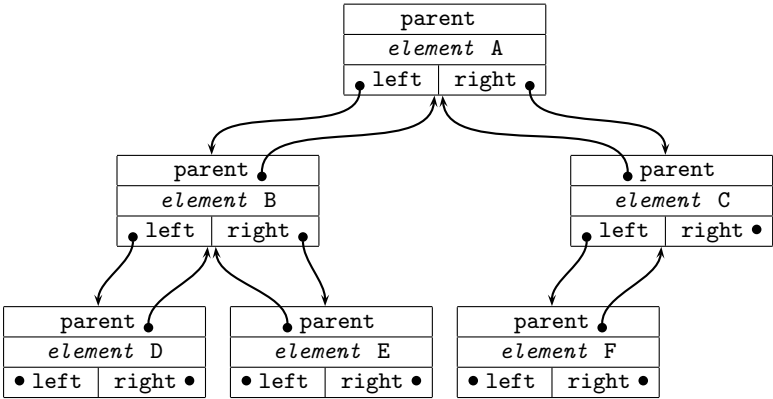 parent
element A
left right
parent parent
element B element C
left right left right
parent parent parent
element D element E element F
left right left right left right